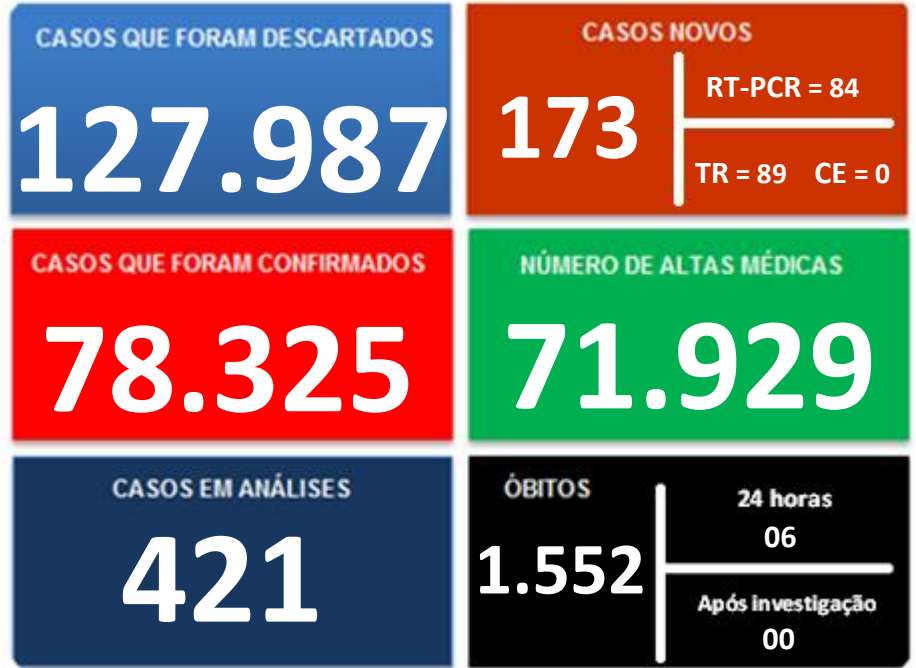 CASOS QUE FORAM DESCARTADOS
127.987
CASOS NOVOS
173
RT-PCR = 84
TR = 89 CE = 0
CASOS QUE FORAM CONFIRMADOS
78.325
NÚMERO DE ALTAS MÉDICAS
71.929
CASOS EM ANÁLISES
421
ÓBITOS
1.552
24 horas
06
Após investigação
00